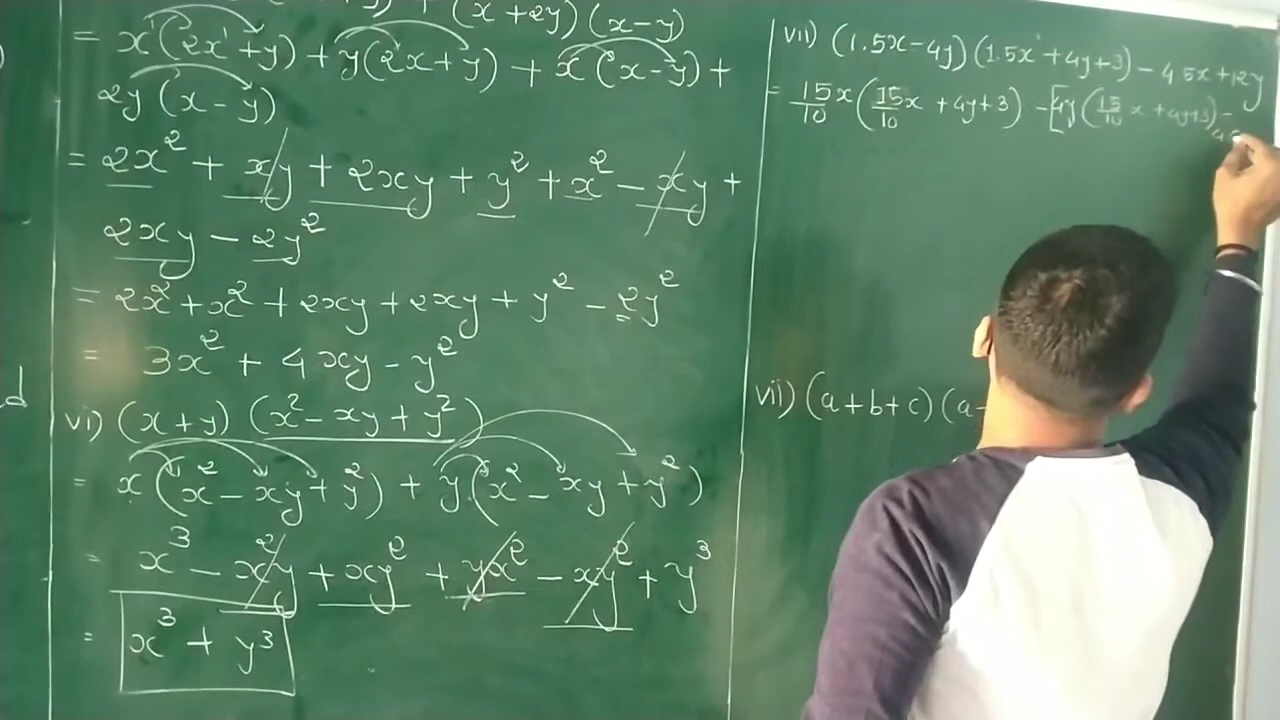 (x+2y)(x-y)
= x(2x+y) + y(2x+y) + x(x-y) +
2y(x-y)
= 2x² + xy + 2xy + y² + x² - xy +
2xy - 2y²
= 2x² + x² + 2xy + 2xy + y² - 2y²
= 3x² + 4xy - y²
vi) (x+y) (x² - xy + y²)
= x(x² - xy + y²) + y(x² - xy + y²)
= x³ - x²y + xy² + yx² - xy² + y³
= x³ + y³
vii) (1.5x - 4y)(1.5x + 4y + 3) - 4.5x + 12y
= 15/10 x (15/10 x + 4y + 3) - [4y (15/10 x + 4y + 3) -
vii) (a+b+c)(a-
d